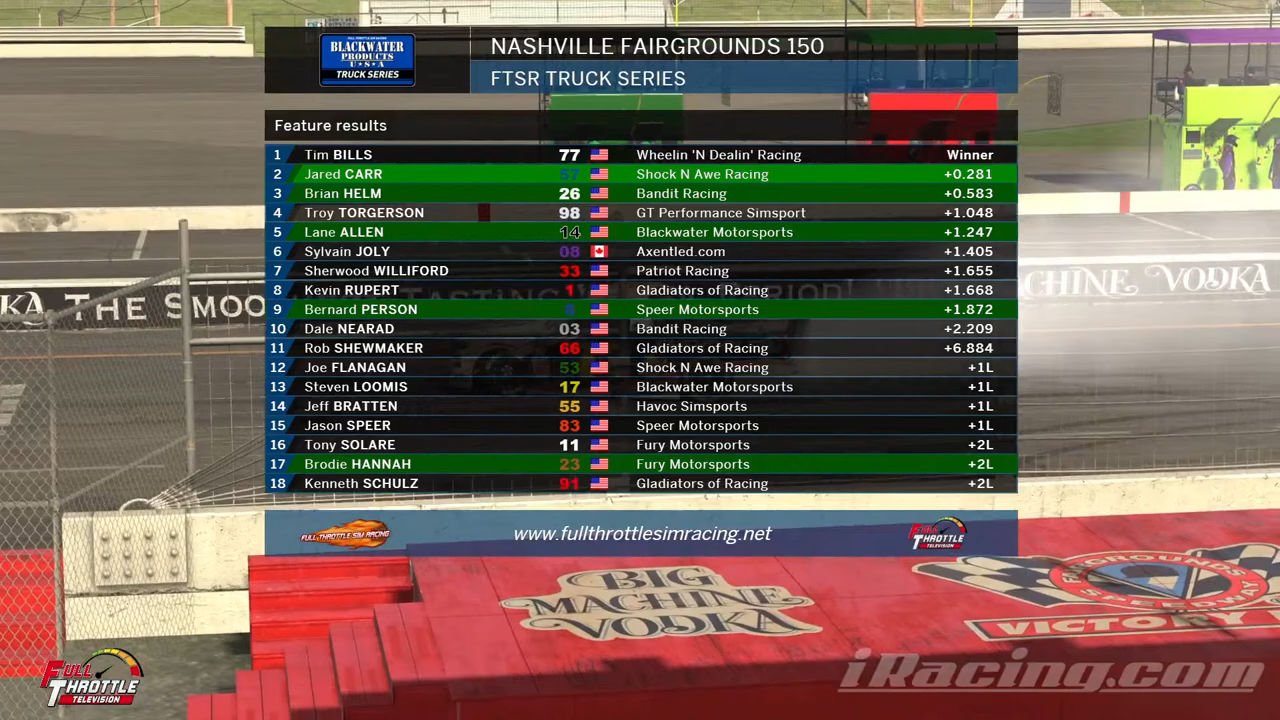 BLACKWATER
PRODUCTS
U★S★A
TRUCK SERIES
NASHVILLE FAIRGROUNDS 150
FTSR TRUCK SERIES
Feature results
1 Tim BILLS 77 Wheelin 'N Dealin' Racing Winner
2 Jared CARR 57 Shock N Awe Racing +0.281
3 Brian HELM 26 Bandit Racing +0.583
4 Troy TORGERSON 98 GT Performance Simsport +1.048
5 Lane ALLEN 14 Blackwater Motorsports +1.247
6 Sylvain JOLY 08 Axentled.com +1.405
7 Sherwood WILLIFORD 33 Patriot Racing +1.655
8 Kevin RUPERT 1 Gladiators of Racing +1.668
9 Bernard PERSON 8 Speer Motorsports +1.872
10 Dale NEARAD 03 Bandit Racing +2.209
11 Rob SHEWMAKER 66 Gladiators of Racing +6.884
12 Joe FLANAGAN 53 Shock N Awe Racing +1L
13 Steven LOOMIS 17 Blackwater Motorsports +1L
14 Jeff BRATTEN 55 Havoc Simsports +1L
15 Jason SPEER 83 Speer Motorsports +1L
16 Tony SOLARE 11 Fury Motorsports +2L
17 Brodie HANNAH 23 Fury Motorsports +2L
18 Kenneth SCHULZ 91 Gladiators of Racing +2L
KA THE SMOO
CHINE VODKA
FULL THROTTLE SIM RACING
www.fullthrottlesimracing.net
FULL THROTTLE TELEVISION
BIG
MACHINE
VODKA
FAIRGROUNDS
SPEEDWAY
VICTORY
FULL
THROTTLE
TELEVISION
iRacing.com